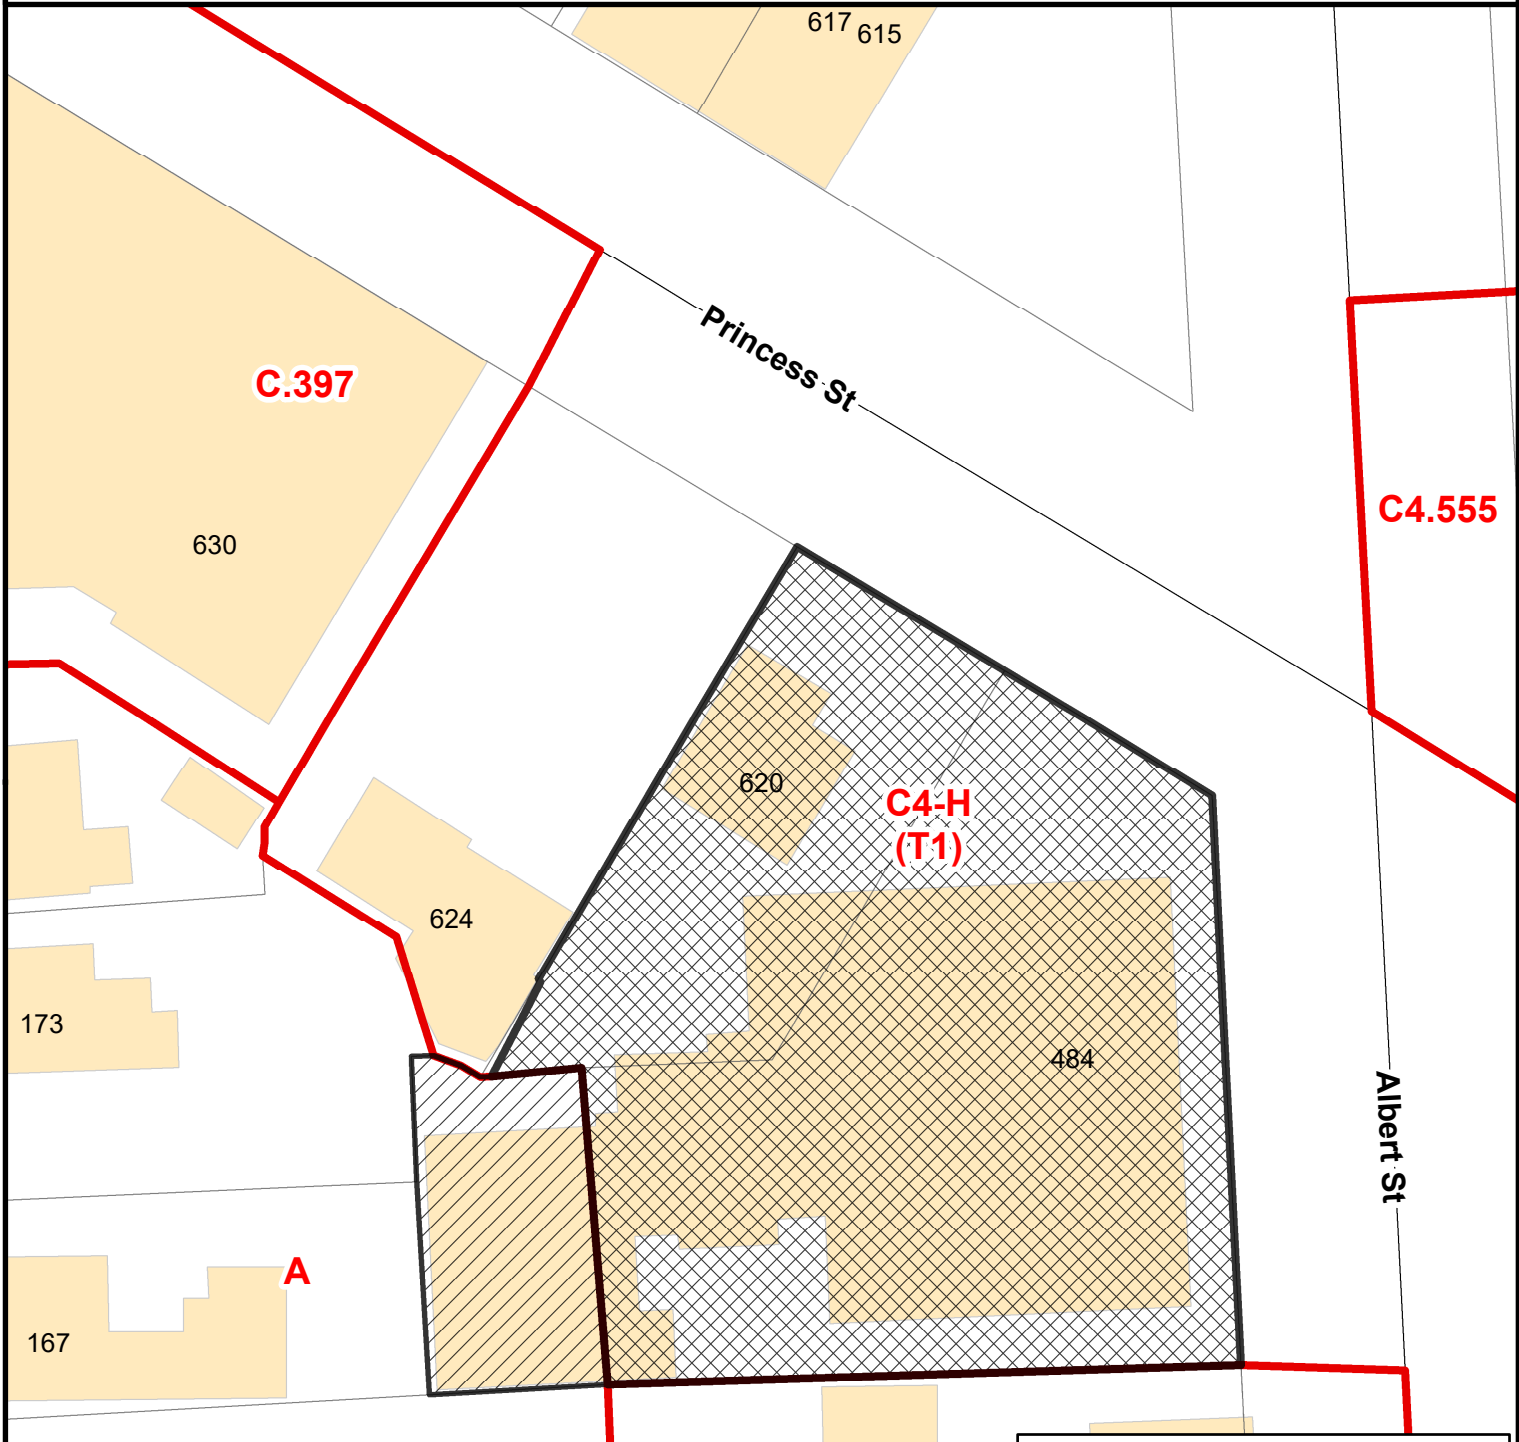 617
615
Princess St
C.397
C4.555
630
620
C4-H
(T1)
624
173
484
Albert St
A
167